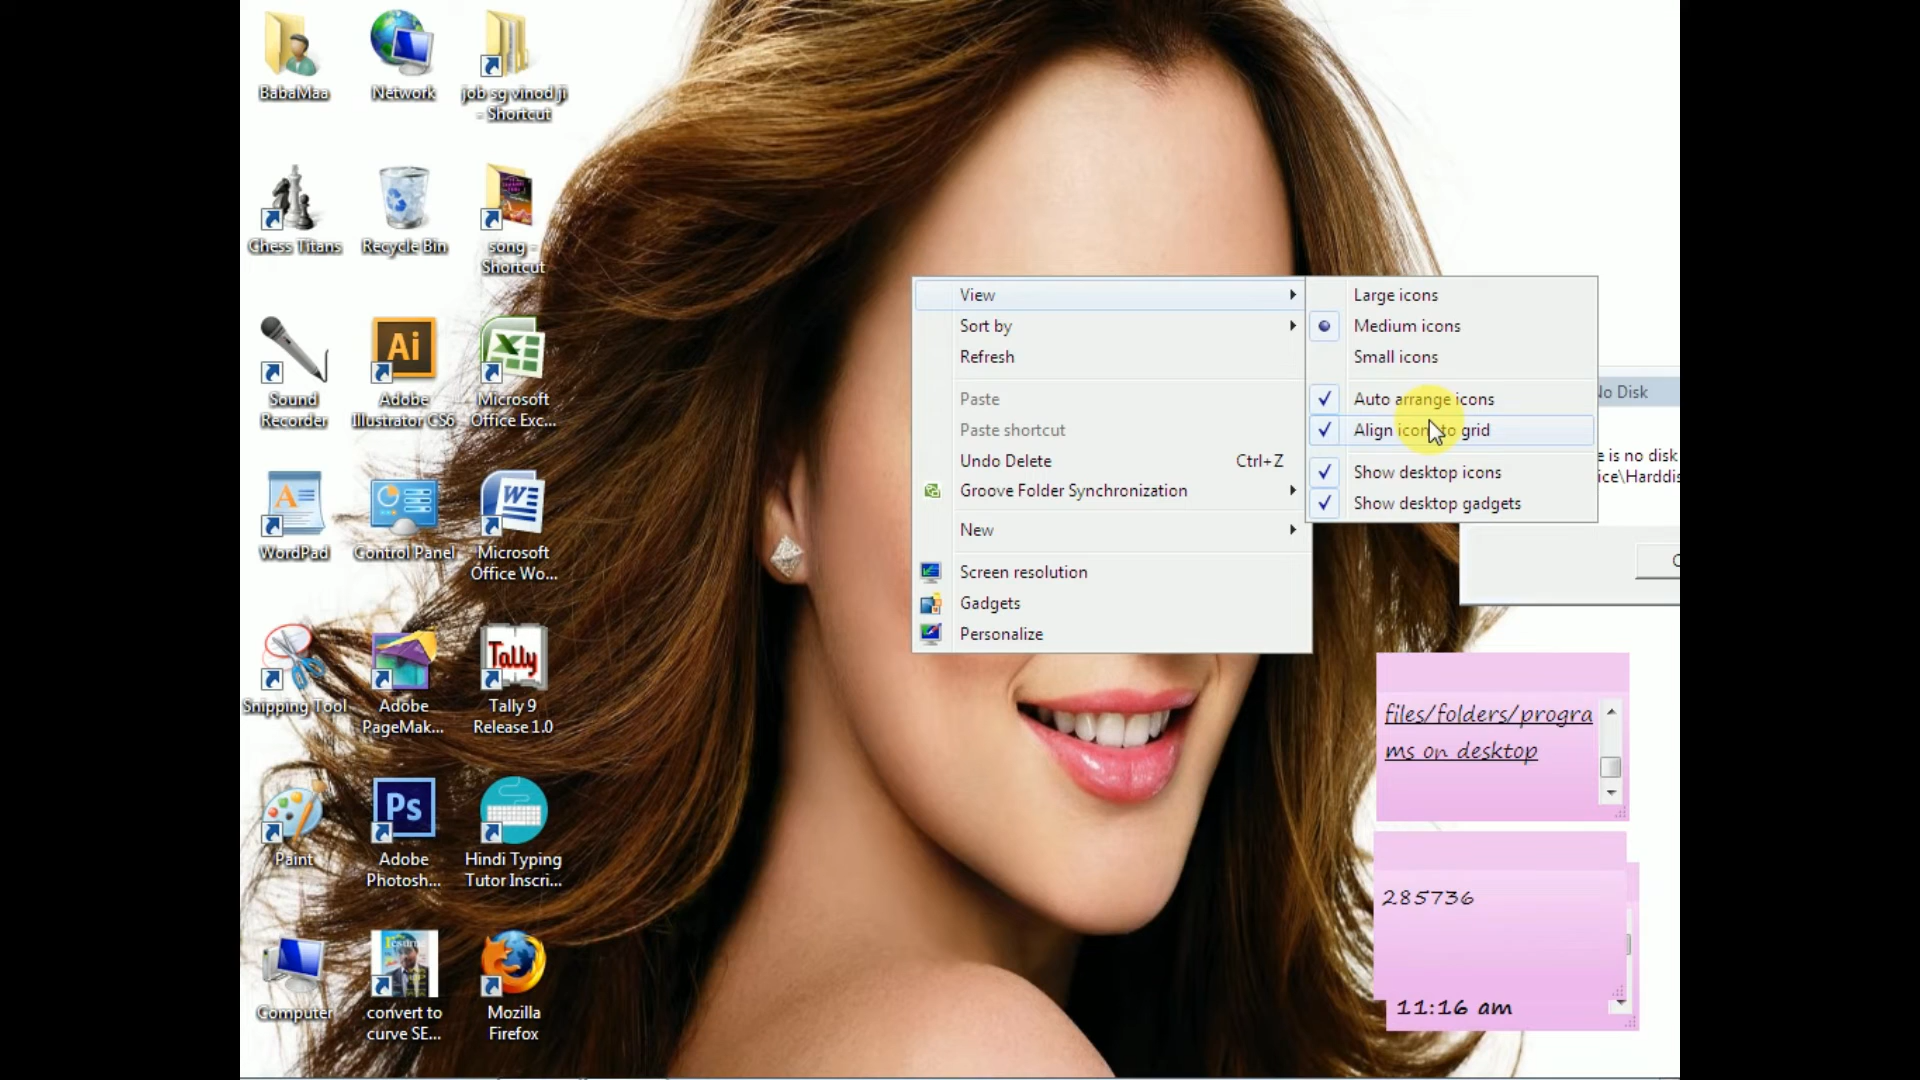 BabaMaa
Network
job sg vinod ji
- Shortcut
Chess Titans
Recycle Bin
song -
Shortcut
Sound
Recorder
Ai
Adobe
Illustrator CS6
Microsoft
Office Exc...
WordPad
Control Panel
Microsoft
Office Wo...
Snipping Tool
Adobe
PageMak...
Tally
Tally 9
Release 1.0
Paint
Ps
Adobe
Photosh...
Hindi Typing
Tutor Inscri...
Computer
resume
convert to
curve SE...
Mozilla
Firefox
View
Sort by
Refresh
Paste
Paste shortcut
Undo Delete Ctrl+Z
Groove Folder Synchronization
New
Screen resolution
Gadgets
Personalize
Large icons
Medium icons
Small icons
Auto arrange icons
Align icons to grid
Show desktop icons
Show desktop gadgets
No Disk
e is no disk
ice\Harddis
files/folders/progra
ms on desktop
285736
11:16 am